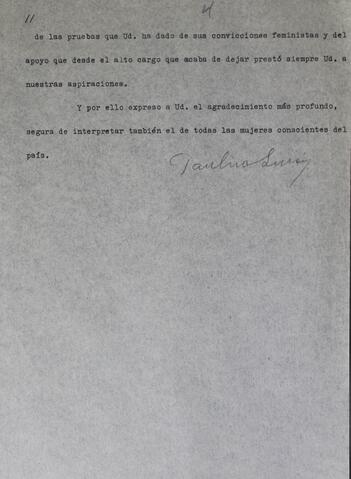 11
4
de las pruebas que Ud. ha dado de sus convicciones feministas y del
apoyo que desde el alto cargo que acaba de dejar prestó siempre Ud. a
nuestras aspiraciones.
Y por ello expreso a Ud. el agradecimiento más profundo,
segura de interpretar también el de todas las mujeres conscientes del
país.
Paulina Luisi